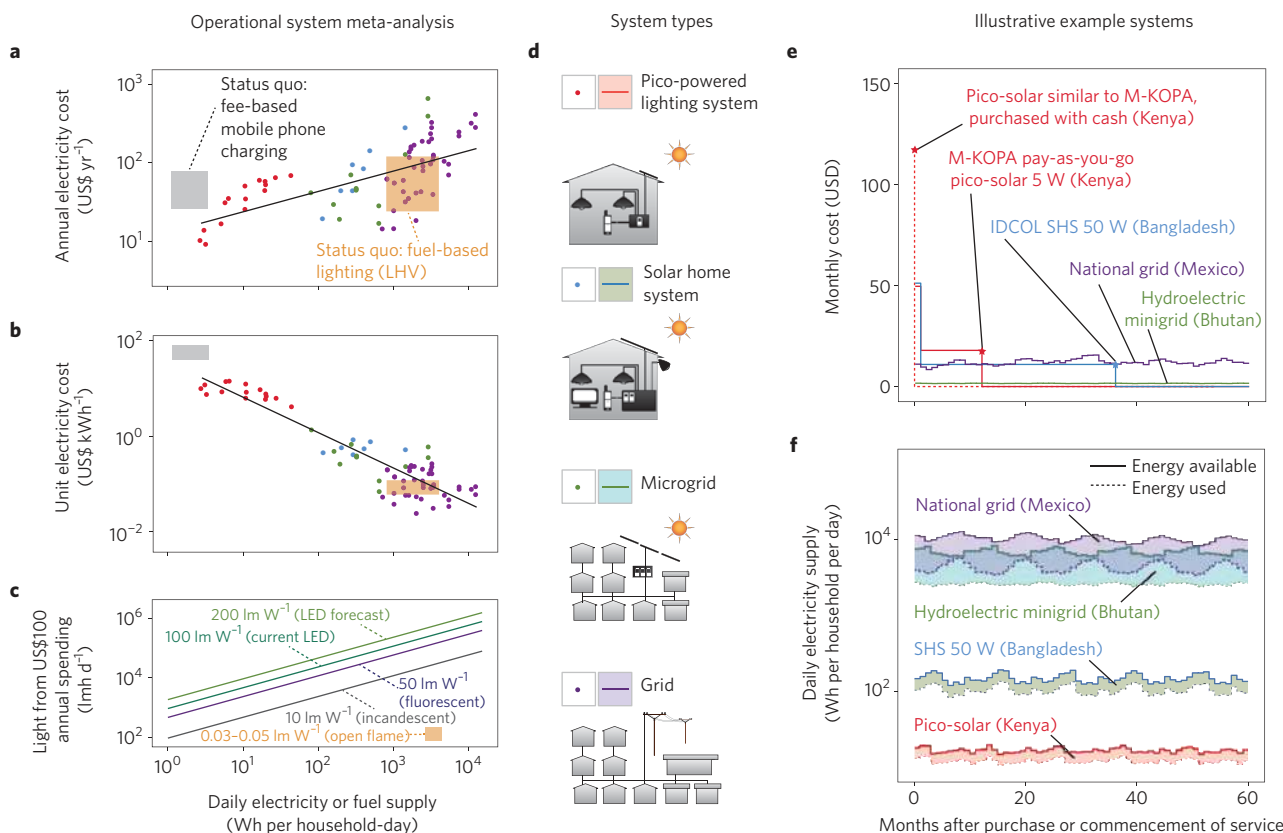 Operational system meta-analysis
System types
Illustrative example systems
a
Annual electricity cost
(US$ yr⁻¹)
10³
10²
10¹
Status quo:
fee-based
mobile phone
charging
Status quo: fuel-based
lighting (LHV)
b
Unit electricity cost
(US$ kWh⁻¹)
10²
10⁰
10⁻²
c
Light from US$100
annual spending
(lmh d⁻¹)
10⁶
10⁴
10²
200 lm W⁻¹ (LED forecast)
100 lm W⁻¹ (current LED)
50 lm W⁻¹
(fluorescent)
10 lm W⁻¹ (incandescent)
0.03–0.05 lm W⁻¹ (open flame)
10⁰
10¹
10²
10³
10⁴
Daily electricity or fuel supply
(Wh per household-day)
d
Pico-powered
lighting system
Solar home
system
Microgrid
Grid
e
Monthly cost (USD)
150
100
50
0
Pico-solar similar to M-KOPA,
purchased with cash (Kenya)
M-KOPA pay-as-you-go
pico-solar 5 W (Kenya)
IDCOL SHS 50 W (Bangladesh)
National grid (Mexico)
Hydroelectric
minigrid (Bhutan)
0
20
40
60
f
Daily electricity supply
(Wh per household per day)
10⁴
10²
Energy available
Energy used
National grid (Mexico)
Hydroelectric minigrid (Bhutan)
SHS 50 W (Bangladesh)
Pico-solar (Kenya)
0
20
40
60
Months after purchase or commencement of service